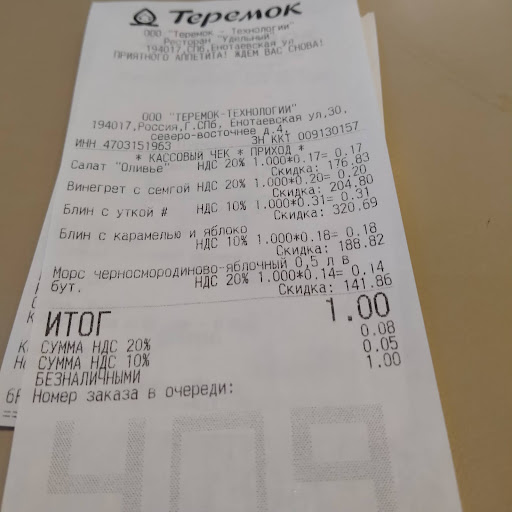 Теремок
ООО "Теремок - Технологии"
Ресторан "Удельный"
194017,СПб,Енотаевская ул
ПРИЯТНОГО АППЕТИТА! ЖДЕМ ВАС СНОВА!
ООО "ТЕРЕМОК-ТЕХНОЛОГИИ"
194017,Россия,Г.СПб, Енотаевская ул,30,
северо-восточнее д.4,
ИНН 4703151963 ЗН ККТ 009130157
* КАССОВЫЙ ЧЕК * ПРИХОД *
Салат "Оливье" НДС 20% 1.000*0.17= 0.17
Скидка: 176.83
Винегрет с семгой НДС 20% 1.000*0.20= 0.20
Скидка: 204.80
Блин с уткой # НДС 10% 1.000*0.31= 0.31
Скидка: 320.69
Блин с карамелью и яблоко
НДС 10% 1.000*0.18= 0.18
Скидка: 188.82
Морс черносмородиново-яблочный 0,5 л в
бут. НДС 20% 1.000*0.14= 0.14
Скидка: 141.86
ИТОГ 1.00
СУММА НДС 20% 0.08
СУММА НДС 10% 0.05
БЕЗНАЛИЧНЫМИ 1.00
Номер заказа в очереди:
409